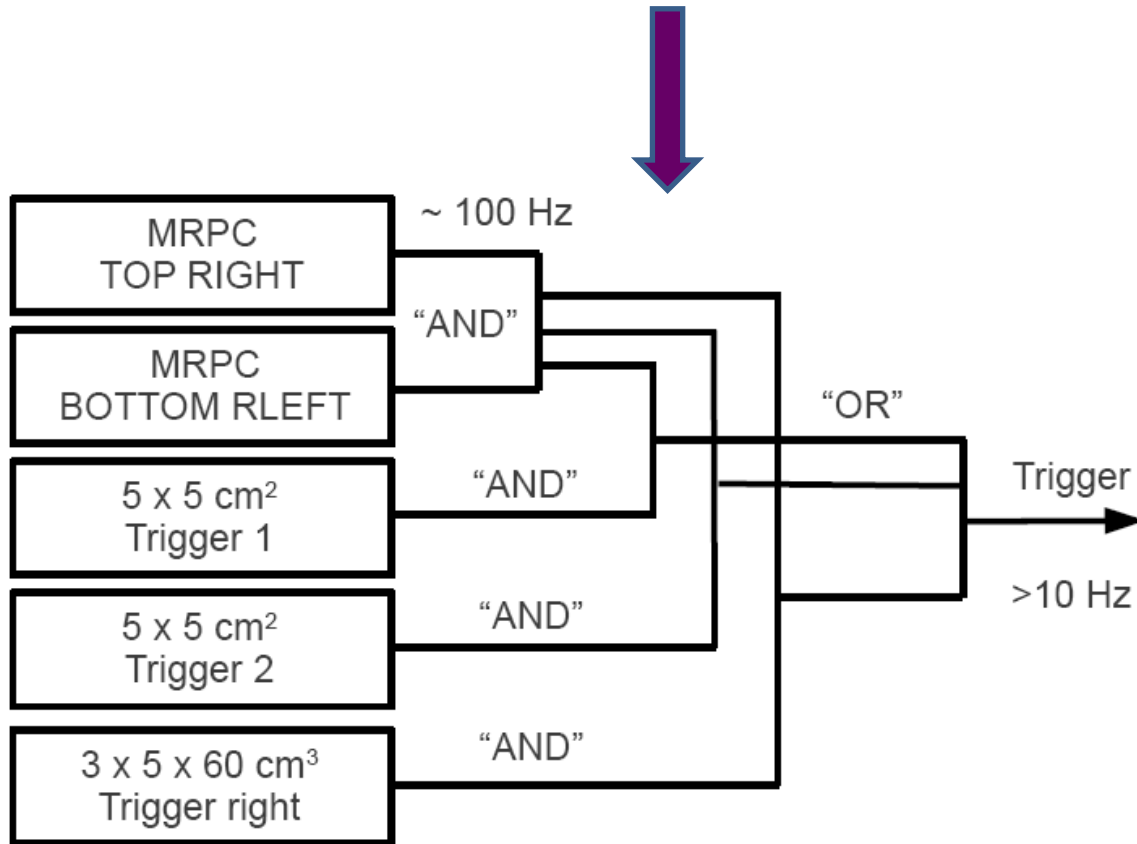 ~ 100 Hz
MRPC
TOP RIGHT
“AND”
MRPC
BOTTOM RLEFT
“OR”
5 x 5 cm²
Trigger 1
“AND”
Trigger
>10 Hz
5 x 5 cm²
Trigger 2
“AND”
3 x 5 x 60 cm³
Trigger right
“AND”